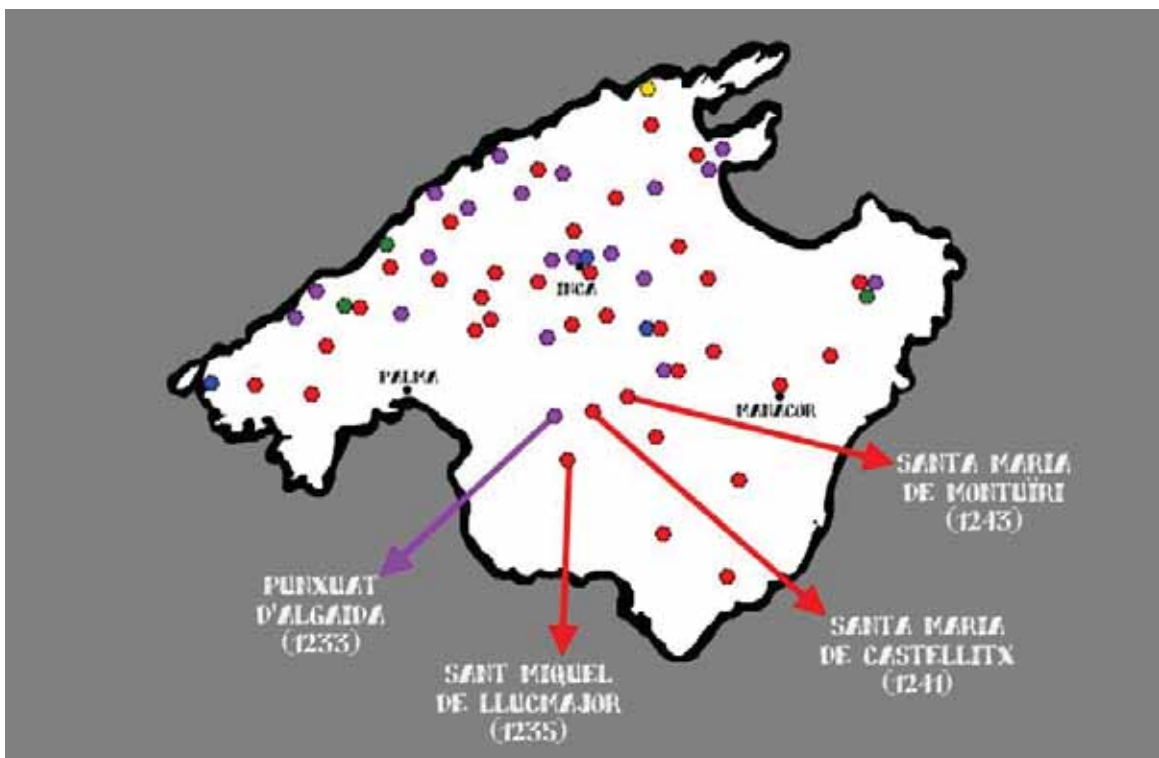 INCA
PALMA
MANACOR
SANTA MARIA
DE MONTUÏRI
(1243)
PUNXUAT
D'ALGAIDA
(1233)
SANTA MARIA
DE CASTELLITX
(1241)
SANT MIQUEL
DE LLUCMAJOR
(1235)